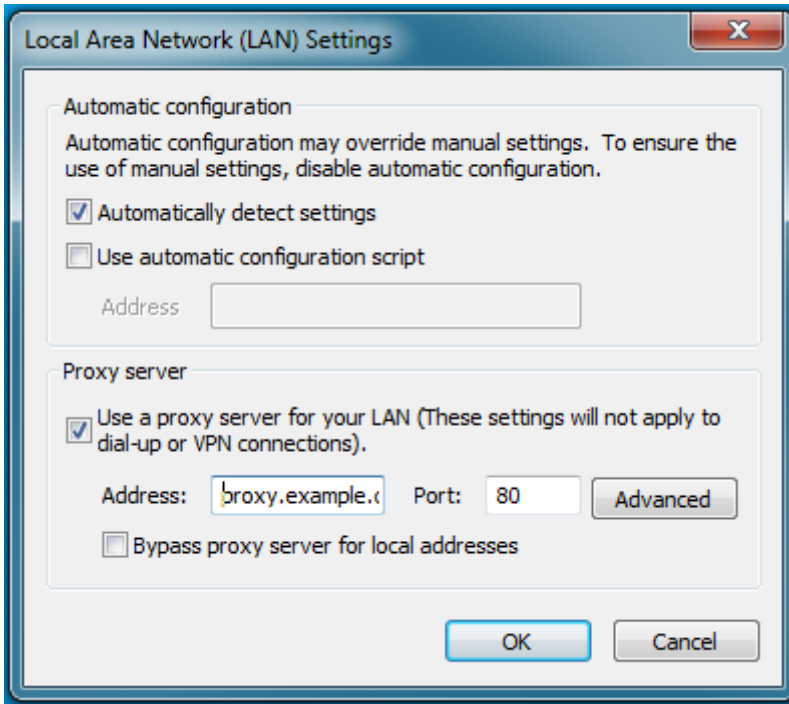 Local Area Network (LAN) Settings
Automatic configuration
Automatic configuration may override manual settings. To ensure the
use of manual settings, disable automatic configuration.
Automatically detect settings
Use automatic configuration script
Address
Proxy server
Use a proxy server for your LAN (These settings will not apply to
dial-up or VPN connections).
Address: proxy.example.c Port: 80 Advanced
Bypass proxy server for local addresses
OK Cancel